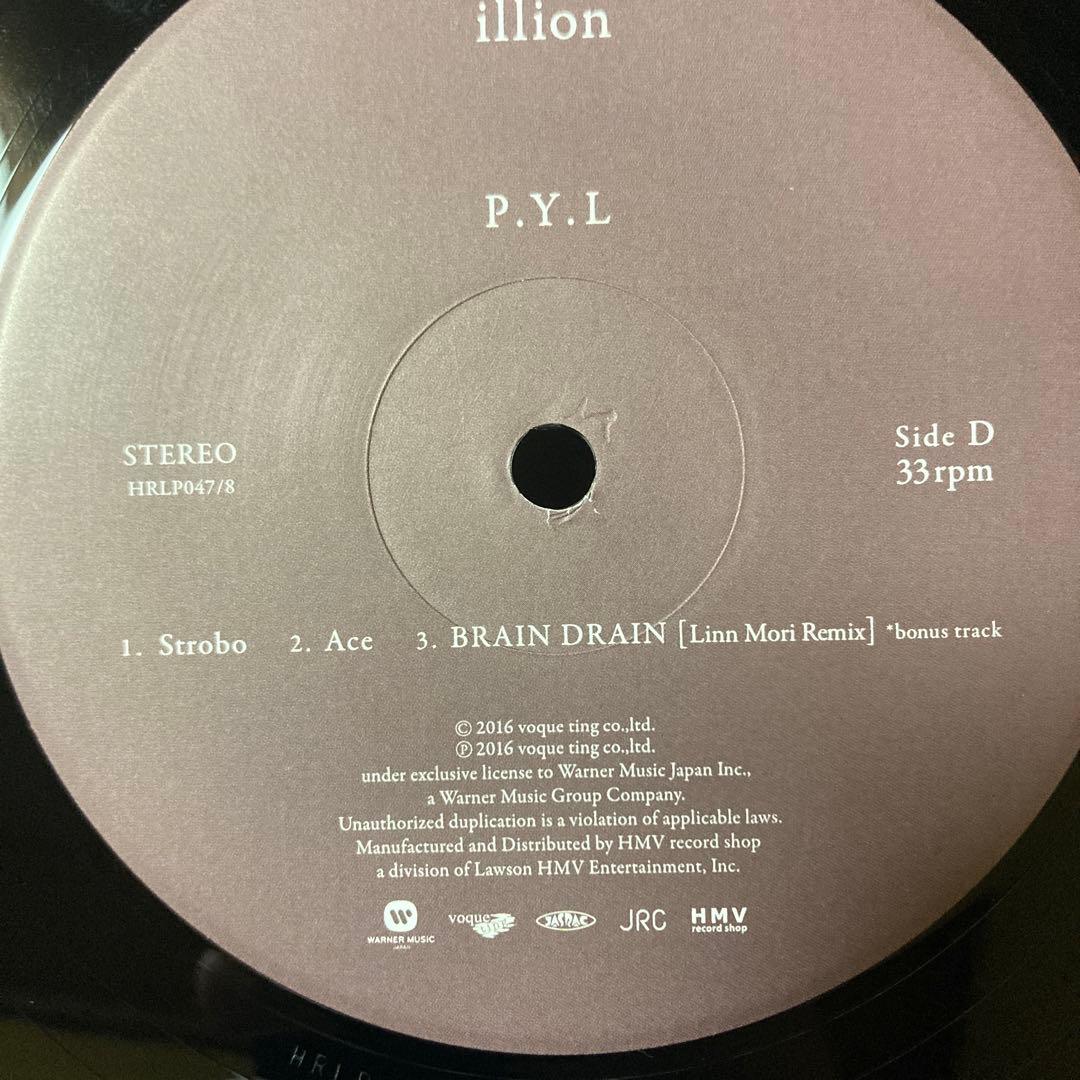 illion
P.Y.L
STEREO
HRLP047/8
Side D
33rpm
1. Strobo 2. Ace 3. BRAIN DRAIN [Linn Mori Remix] *bonus track
© 2016 voque ting co.,ltd.
℗ 2016 voque ting co.,ltd.
under exclusive license to Warner Music Japan Inc.,
a Warner Music Group Company.
Unauthorized duplication is a violation of applicable laws.
Manufactured and Distributed by HMV record shop
a division of Lawson HMV Entertainment, Inc.
WARNER MUSIC
JAPAN
voque ting
JASRAC
JRC
HMV
record shop
HRLP